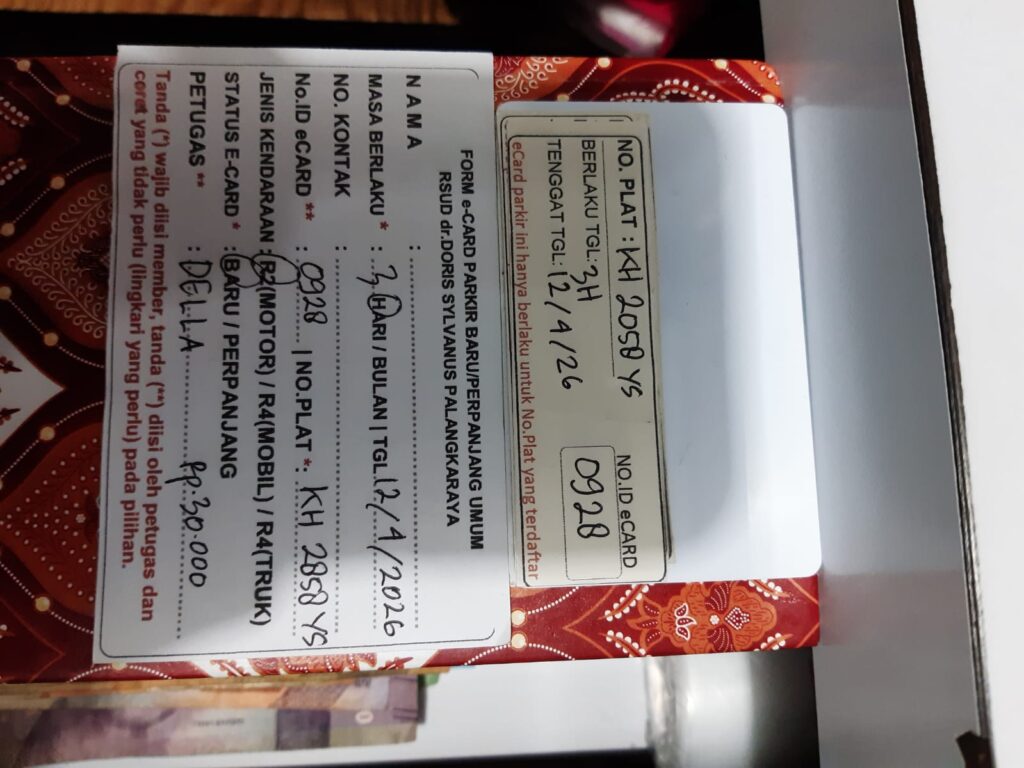 NO. PLAT : KH 2058 YS
NO.ID eCARD
BERLAKU TGL: 3H
0928
TENGGAT TGL: 12/4/26
eCard parkir ini hanya berlaku untuk No.Plat yang terdaftar
FORM e-CARD PARKIR BARU/PERPANJANG UMUM
RSUD dr.DORIS SYLVANUS PALANGKARAYA
N A M A :
MASA BERLAKU * : 3 HARI / BULAN | TGL.12/4/2026
NO. KONTAK :
No.ID eCARD ** : 0928 | NO.PLAT *: KH 2858 YS
JENIS KENDARAAN : R2(MOTOR) / R4(MOBIL) / R4(TRUK)
STATUS E-CARD * : BARU / PERPANJANG
PETUGAS ** : DELLA Rp.30.000
Tanda (*) wajib diisi member, tanda (**) diisi oleh petugas dan
coret yang tidak perlu (lingkari yang perlu) pada pilihan.